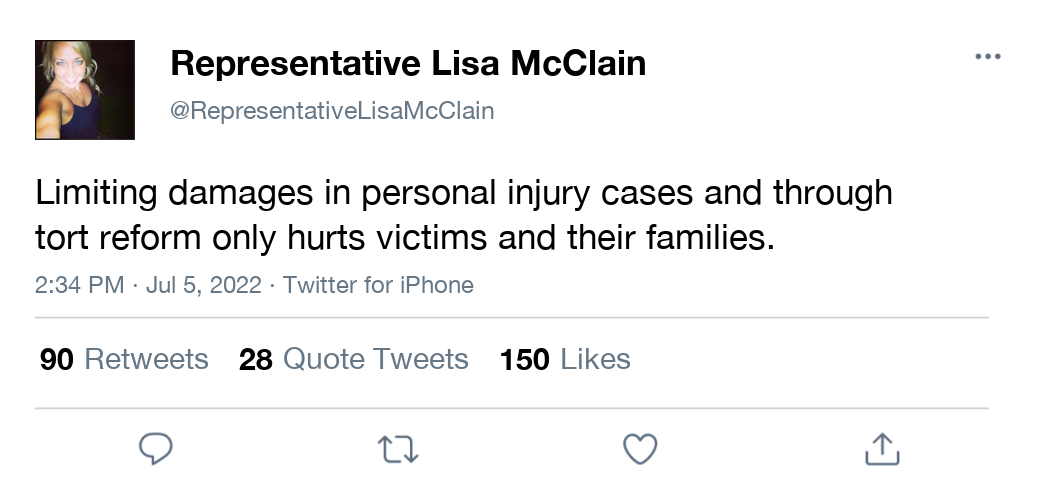 Representative Lisa McClain
@RepresentativeLisaMcClain
Limiting damages in personal injury cases and through
tort reform only hurts victims and their families.
2:34 PM · Jul 5, 2022 · Twitter for iPhone
90 Retweets 28 Quote Tweets 150 Likes